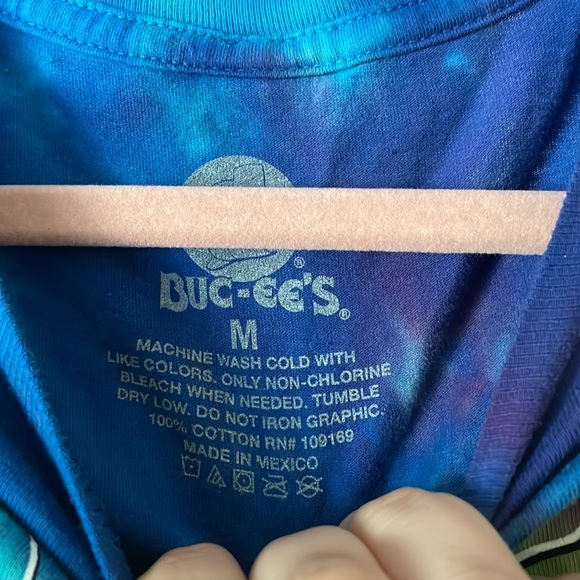 ®
BUC-EE'S®
M
MACHINE WASH COLD WITH
LIKE COLORS. ONLY NON-CHLORINE
BLEACH WHEN NEEDED. TUMBLE
DRY LOW. DO NOT IRON GRAPHIC.
100% COTTON RN# 109169
MADE IN MEXICO